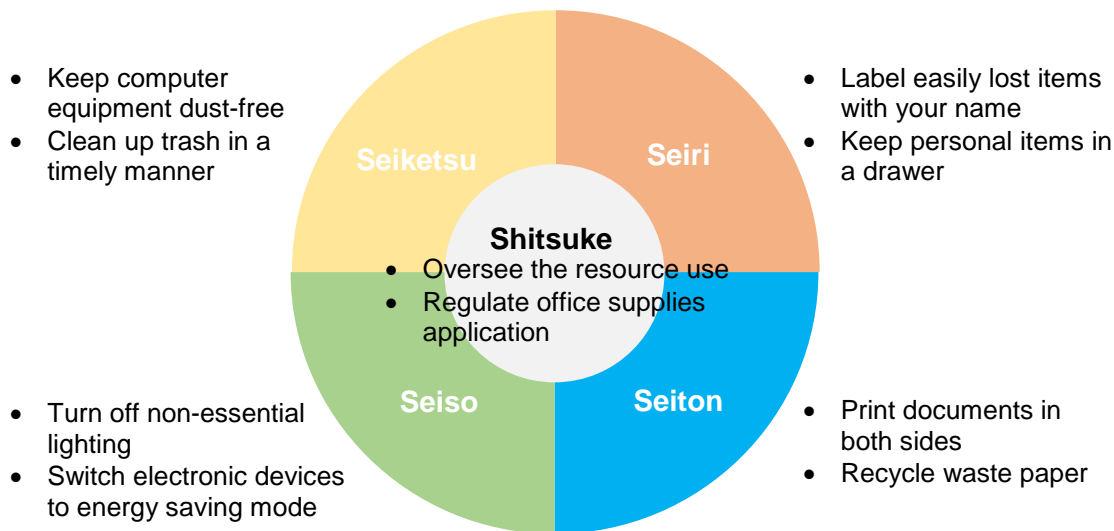 • Keep computer
equipment dust-free
• Clean up trash in a
timely manner
Seiketsu
Seiri
• Label easily lost items
with your name
• Keep personal items in
a drawer
Shitsuke
• Oversee the resource use
• Regulate office supplies
application
Seiso
Seiton
• Turn off non-essential
lighting
• Switch electronic devices
to energy saving mode
• Print documents in
both sides
• Recycle waste paper